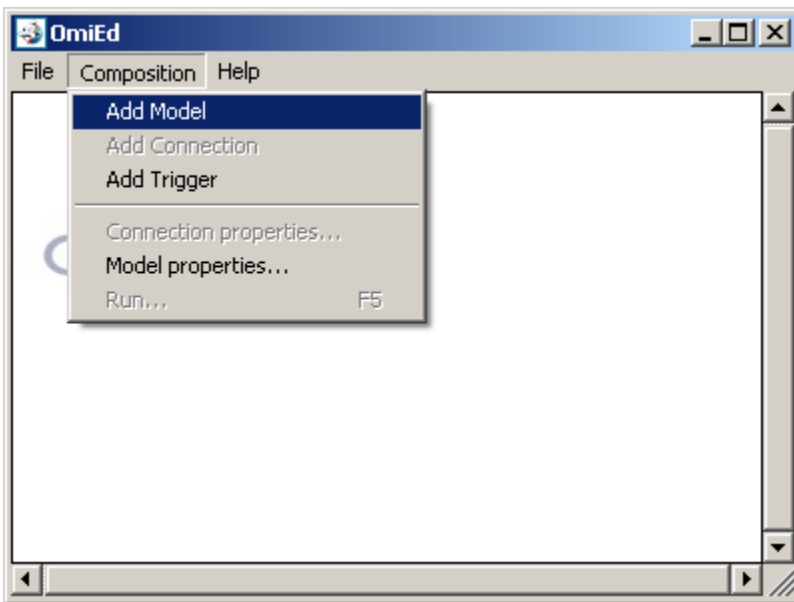 OmiEd
File Composition Help
Add Model
Add Connection
Add Trigger
Connection properties...
Model properties...
Run... F5